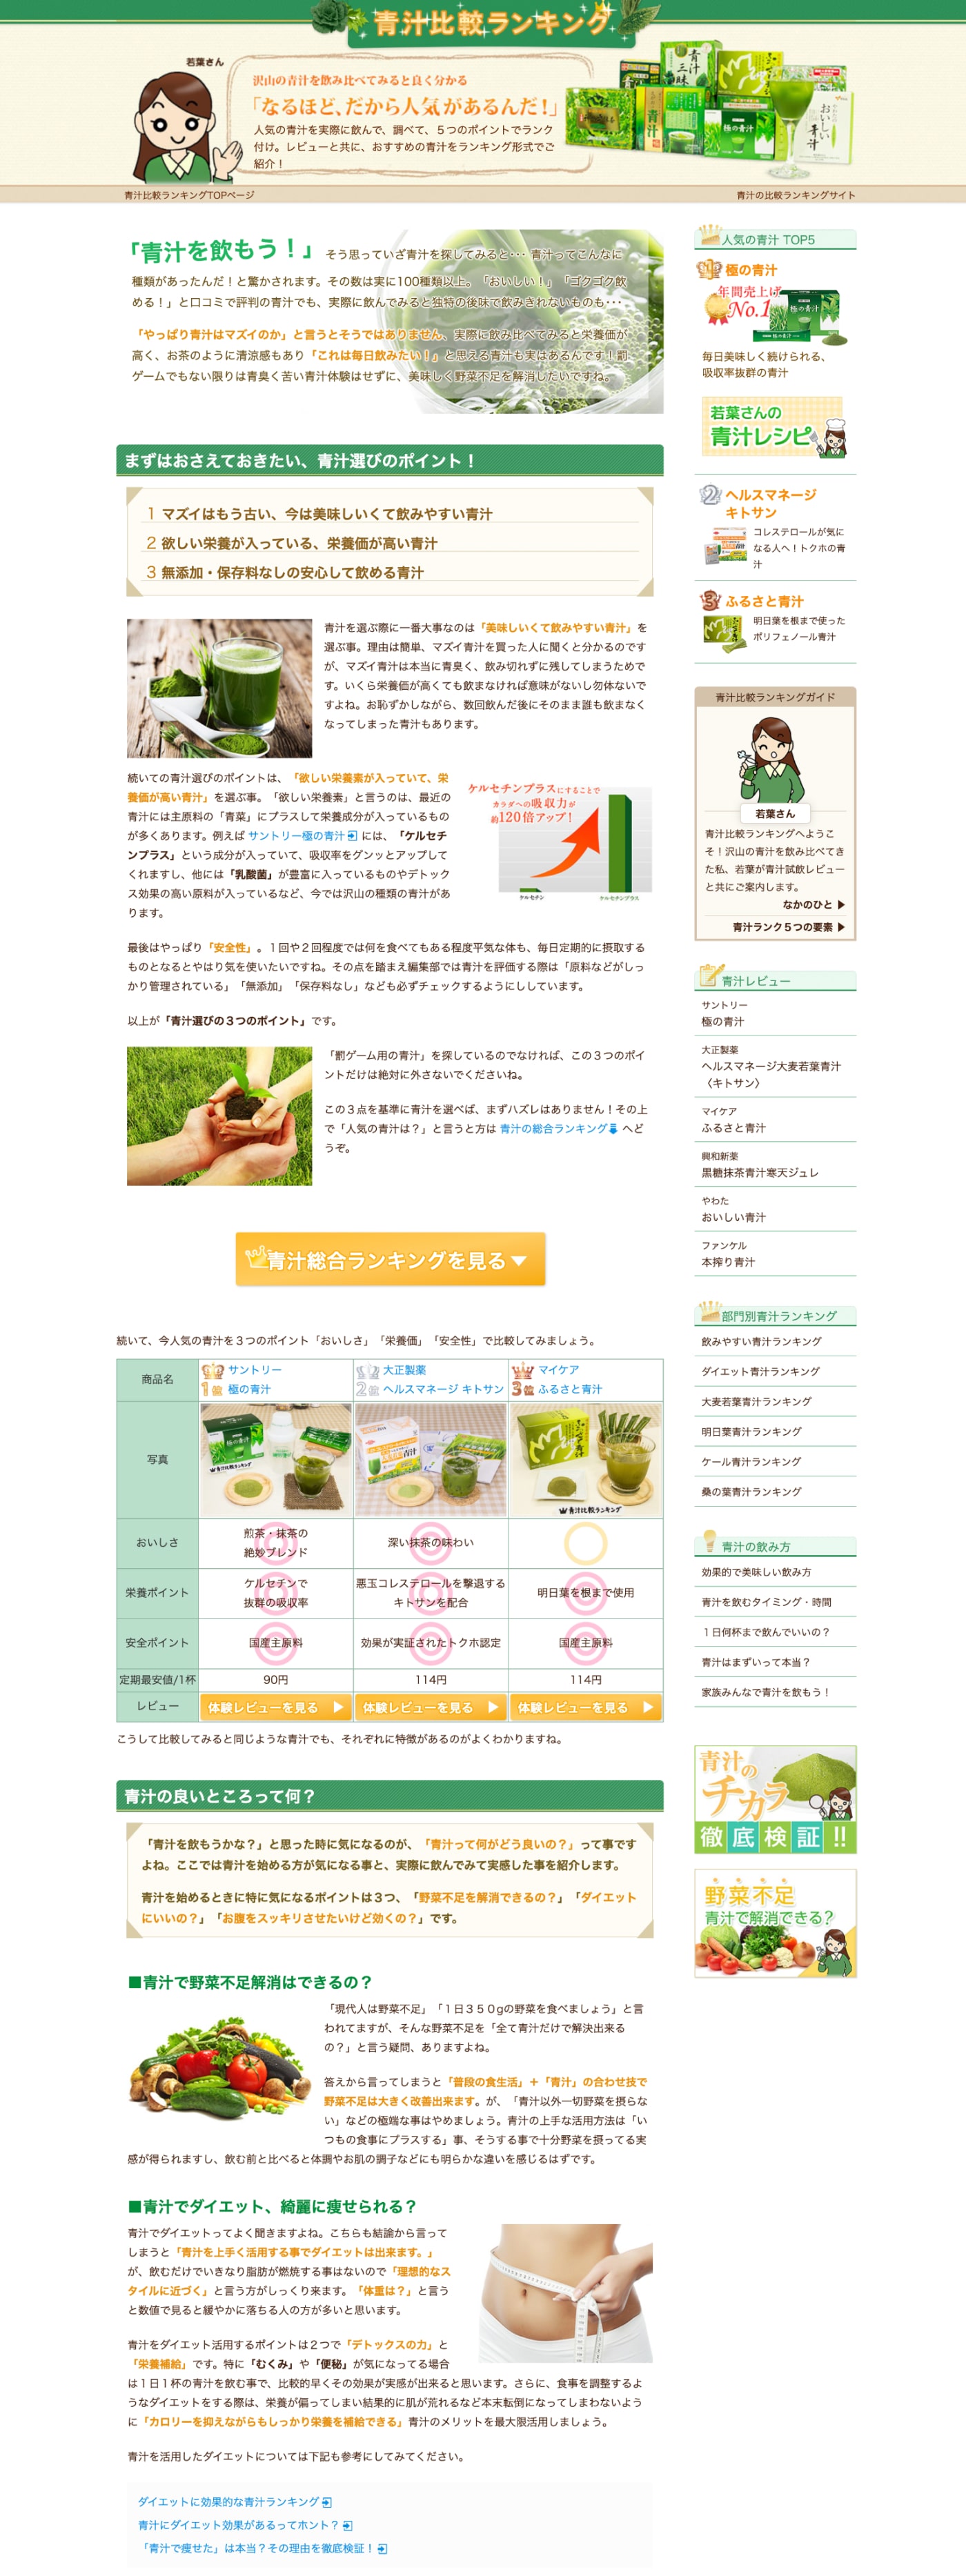 青汁比較ランキング
若葉さん
沢山の青汁を飲み比べてみると良く分かる
「なるほど、だから人気があるんだ！」
人気の青汁を実際に飲んで、調べて、５つのポイントでランク
付け。レビューと共に、おすすめの青汁をランキング形式でご
紹介！
青汁比較ランキングTOPページ
青汁の比較ランキングサイト
「青汁を飲もう！」そう思っていざ青汁を探してみると･･･ 青汁ってこんなに
種類があったんだ！と驚かされます。その数は実に100種類以上。「おいしい！」「ゴクゴク飲
める！」と口コミで評判の青汁でも、実際に飲んでみると独特の後味で飲みきれないものも･･･
「やっぱり青汁はマズイのか」と言うとそうではありません。実際に飲み比べてみると栄養価が
高く、お茶のように清涼感もあり「これは毎日飲みたい！」と思える青汁も実はあるんです！罰
ゲームでもない限りは青臭く苦い青汁体験はせずに、美味しく野菜不足を解消したいですね。
まずはおさえておきたい、青汁選びのポイント！
1 マズイはもう古い、今は美味しいくて飲みやすい青汁
2 欲しい栄養が入っている、栄養価が高い青汁
3 無添加・保存料なしの安心して飲める青汁
青汁を選ぶ際に一番大事なのは「美味しいくて飲みやすい青汁」を
選ぶ事。理由は簡単、マズイ青汁を買った人に聞くと分かるのです
が、マズイ青汁は本当に青臭く、飲み切れずに残してしまうためで
す。いくら栄養価が高くても飲まなければ意味がないし勿体ないで
すよね。お恥ずかしながら、数回飲んだ後にそのまま誰も飲まなく
なってしまった青汁もあります。
続いての青汁選びのポイントは、「欲しい栄養素が入っていて、栄
養価が高い青汁」を選ぶ事。「欲しい栄養素」と言うのは、最近の
青汁には主原料の「青菜」にプラスして栄養成分が入っているもの
が多くあります。例えば サントリー極の青汁 には、「ケルセチ
ンプラス」という成分が入っていて、吸収率をグンッとアップして
くれますし、他には「乳酸菌」が豊富に入っているものやデトック
ス効果の高い原料が入っているなど、今では沢山の種類の青汁があ
ります。
ケルセチンプラスにすることで
カラダへの吸収力が
約120倍アップ！
ケルセチン
ケルセチンプラス
最後はやっぱり「安全性」。１回や２回程度では何を食べてもある程度平気な体も、毎日定期的に摂取する
ものとなるとやはり気を使いたいですね。その点を踏まえ編集部では青汁を評価する際は「原料などがしっ
かり管理されている」「無添加」「保存料なし」なども必ずチェックするようにししています。
以上が「青汁選びの３つのポイント」です。
「罰ゲーム用の青汁」を探しているのでなければ、この３つのポイ
ントだけは絶対に外さないでくださいね。
この３点を基準に青汁を選べば、まずハズレはありません！その上
で「人気の青汁は？」と言うと方は 青汁の総合ランキング へど
うぞ。
青汁総合ランキングを見る
続いて、今人気の青汁を３つのポイント「おいしさ」「栄養価」「安全性」で比較してみましょう。
商品名
1位 サントリー
極の青汁
2位 大正製薬
ヘルスマネージ キトサン
3位 マイケア
ふるさと青汁
写真
青汁比較ランキング
おいしさ
煎茶・抹茶の
絶妙ブレンド
深い抹茶の味わい
栄養ポイント
ケルセチンで
抜群の吸収率
悪玉コレステロールを撃退する
キトサンを配合
明日葉を根まで使用
安全ポイント
国産主原料
効果が実証されたトクホ認定
国産主原料
定期最安値/1杯
90円
114円
114円
レビュー
体験レビューを見る
体験レビューを見る
体験レビューを見る
こうして比較してみると同じような青汁でも、それぞれに特徴があるのがよくわかりますね。
青汁の良いところって何？
「青汁を飲もうかな？」と思った時に気になるのが、「青汁って何がどう良いの？」って事です
よね。ここでは青汁を始める方が気になる事と、実際に飲んでみて実感した事を紹介します。
青汁を始めるときに特に気になるポイントは３つ、「野菜不足を解消できるの？」「ダイエット
にいいの？」「お腹をスッキリさせたいけど効くの？」です。
■青汁で野菜不足解消はできるの？
「現代人は野菜不足」「１日３５０gの野菜を食べましょう」と言
われてますが、そんな野菜不足を「全て青汁だけで解決出来る
の？」と言う疑問、ありますよね。
答えから言ってしまうと「普段の食生活」＋「青汁」の合わせ技で
野菜不足は大きく改善出来ます。が、「青汁以外一切野菜を摂らな
い」などの極端な事はやめましょう。青汁の上手な活用方法は「い
つもの食事にプラスする」事、そうする事で十分野菜を摂ってる実
感が得られますし、飲む前と比べると体調やお肌の調子などにも明らかな違いを感じるはずです。
■青汁でダイエット、綺麗に痩せられる？
青汁でダイエットってよく聞きますよね。こちらも結論から言って
しまうと「青汁を上手く活用する事でダイエットは出来ます。」
が、飲むだけでいきなり脂肪が燃焼する事はないので「理想的なス
タイルに近づく」と言う方がしっくり来ます。「体重は？」と言う
と数値で見ると緩やかに落ちる人の方が多いと思います。
青汁をダイエット活用するポイントは２つで「デトックスの力」と
「栄養補給」です。特に「むくみ」や「便秘」が気になってる場合
は１日１杯の青汁を飲む事で、比較的早くその効果が実感が出来ると思います。さらに、食事を調整するよ
うなダイエットをする際は、栄養が偏ってしまい結果的に肌が荒れるなど本末転倒になってしまわないよう
に「カロリーを抑えながらもしっかり栄養を補給できる」青汁のメリットを最大限活用しましょう。
青汁を活用したダイエットについては下記も参考にしてみてください。
ダイエットに効果的な青汁ランキング
青汁にダイエット効果があるってホント？
「青汁で痩せた」は本当？その理由を徹底検証！
人気の青汁 TOP5
1 極の青汁
年間売上げ
No.1
毎日美味しく続けられる、
吸収率抜群の青汁
若葉さんの
青汁レシピ
2 ヘルスマネージ
キトサン
コレステロールが気に
なる人へ！トクホの青
汁
3 ふるさと青汁
明日葉を根まで使った
ポリフェノール青汁
青汁比較ランキングガイド
若葉さん
青汁比較ランキングへようこ
そ！沢山の青汁を飲み比べてき
た私、若葉が青汁試飲レビュー
と共にご案内します。
なかのひと ▶
青汁ランク５つの要素 ▶
青汁レビュー
サントリー
極の青汁
大正製薬
ヘルスマネージ大麦若葉青汁
〈キトサン〉
マイケア
ふるさと青汁
興和新薬
黒糖抹茶青汁寒天ジュレ
やわた
おいしい青汁
ファンケル
本搾り青汁
部門別青汁ランキング
飲みやすい青汁ランキング
ダイエット青汁ランキング
大麦若葉青汁ランキング
明日葉青汁ランキング
ケール青汁ランキング
桑の葉青汁ランキング
青汁の飲み方
効果的で美味しい飲み方
青汁を飲むタイミング・時間
１日何杯まで飲んでいいの？
青汁はまずいって本当？
家族みんなで青汁を飲もう！
青汁の
チカラ
徹底検証!!
野菜不足
青汁で解消できる？